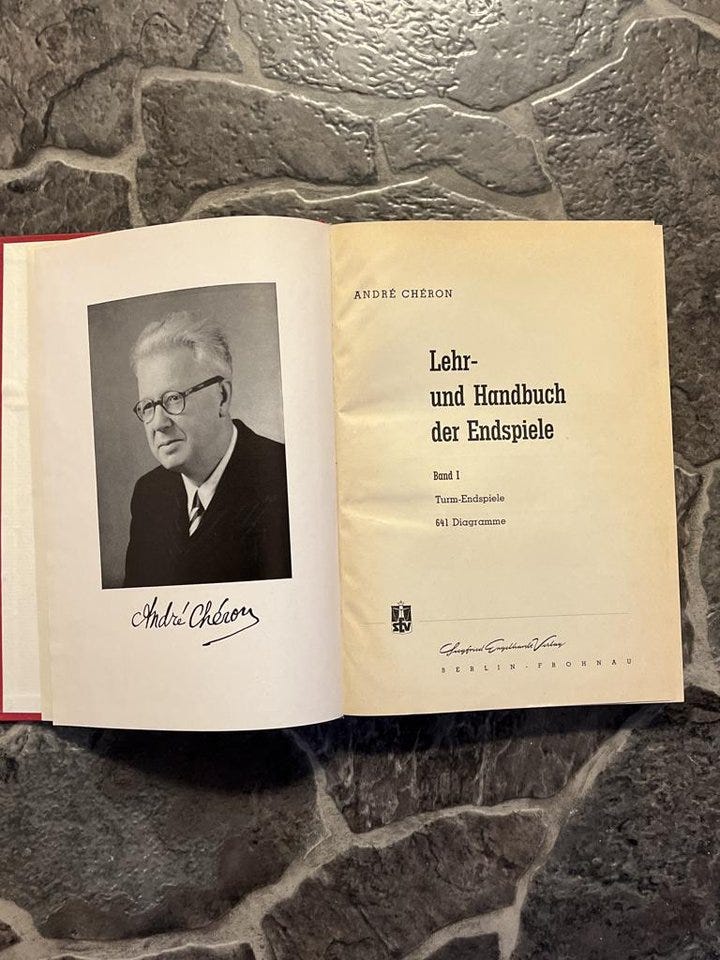 André Chéron
ANDRÉ CHÉRON
Lehr-
und Handbuch
der Endspiele
Band I
Turm-Endspiele
641 Diagramme
SEV
Siegfried Engelhardt Verlag
BERLIN-FROHNAU